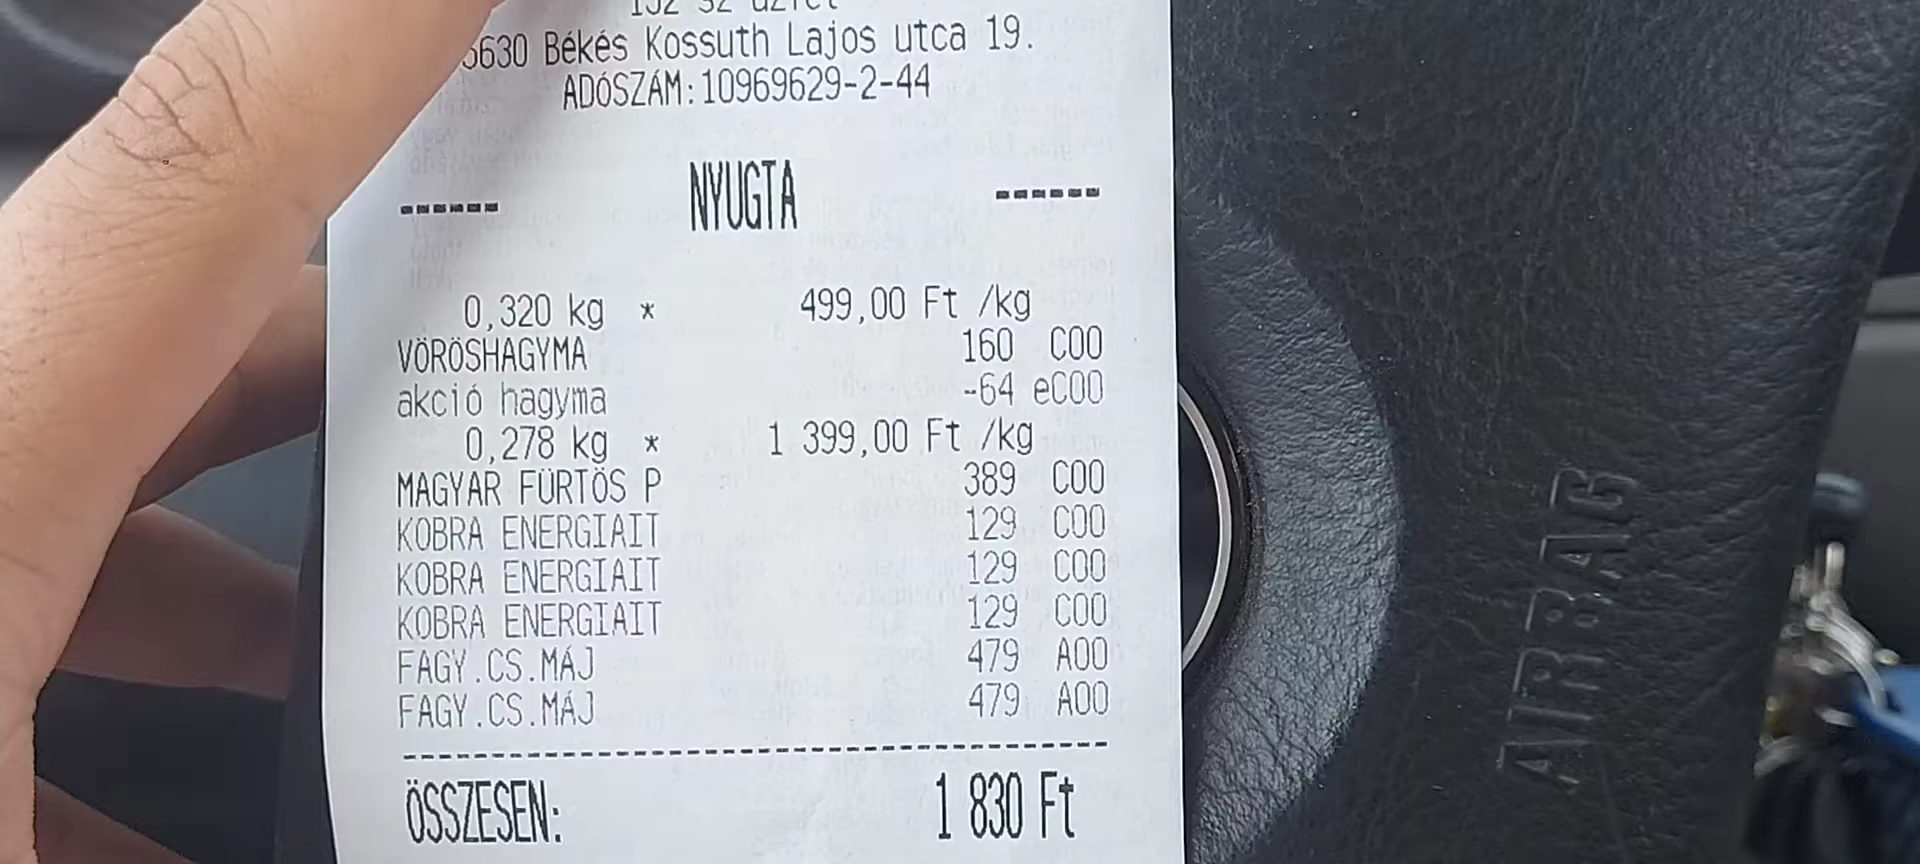 152 sz üzlet
5630 Békés Kossuth Lajos utca 19.
ADÓSZÁM:10969629-2-44
------ NYUGTA ------
0,320 kg * 499,00 Ft /kg
VÖRÖSHAGYMA 160 C00
akció hagyma -64 eC00
0,278 kg * 1 399,00 Ft /kg
MAGYAR FÜRTÖS P 389 C00
KOBRA ENERGIAIT 129 C00
KOBRA ENERGIAIT 129 C00
KOBRA ENERGIAIT 129 C00
FAGY.CS.MÁJ 479 A00
FAGY.CS.MÁJ 479 A00
ÖSSZESEN: 1 830 Ft
AIRBAG